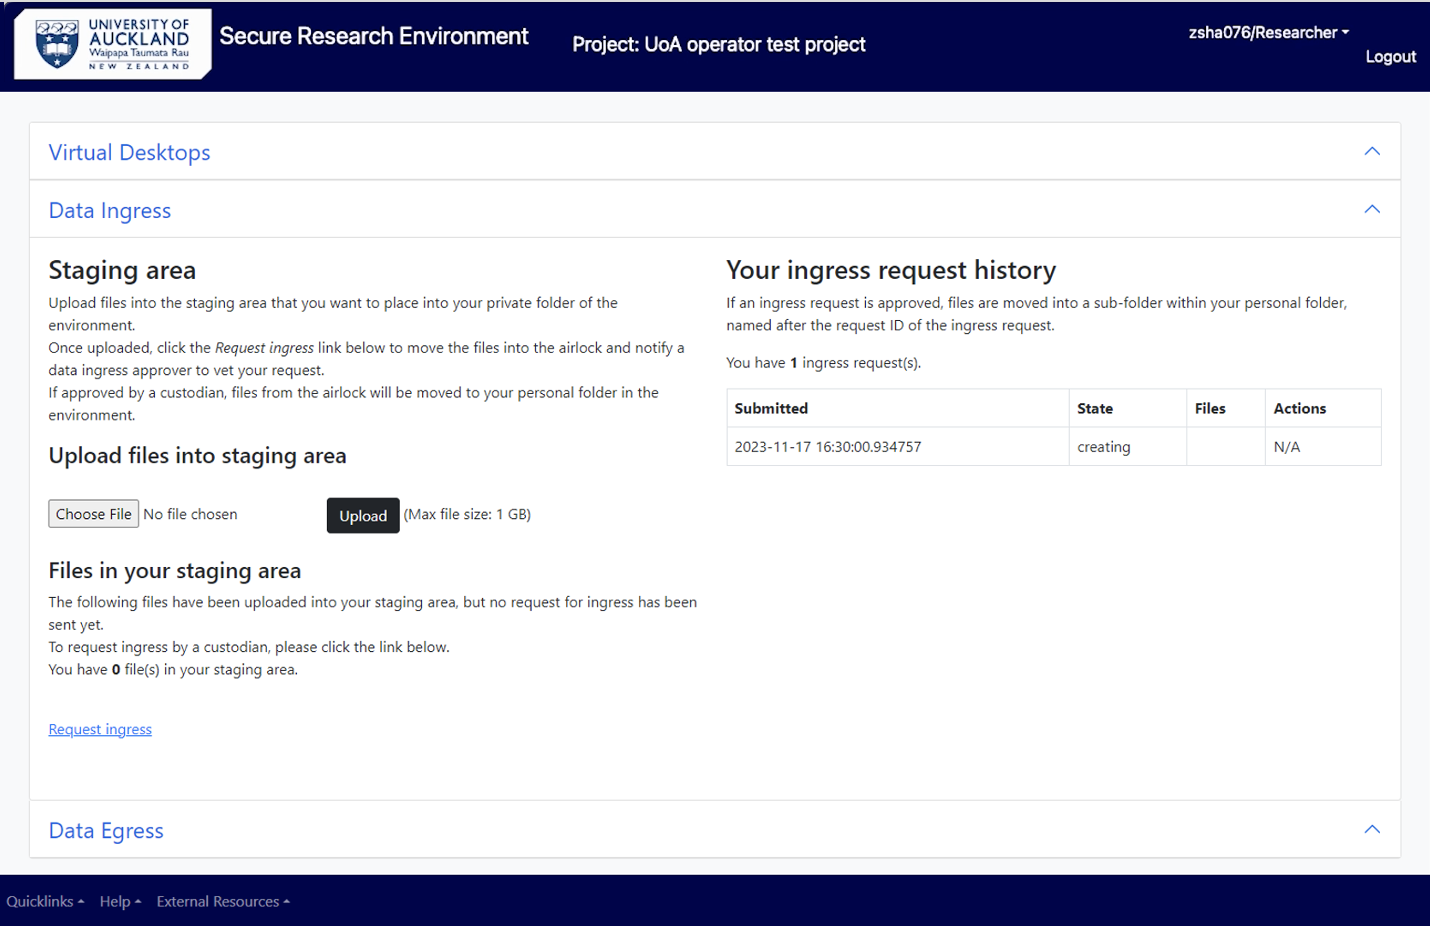 UNIVERSITY OF
AUCKLAND
Waipapa Taumata Rau
NEW ZEALAND
Secure Research Environment
Project: UoA operator test project
zsha076/Researcher
Logout
Virtual Desktops
Data Ingress
Staging area
Upload files into the staging area that you want to place into your private folder of the
environment.
Once uploaded, click the Request ingress link below to move the files into the airlock and notify a
data ingress approver to vet your request.
If approved by a custodian, files from the airlock will be moved to your personal folder in the
environment.
Upload files into staging area
Choose File No file chosen Upload (Max file size: 1 GB)
Files in your staging area
The following files have been uploaded into your staging area, but no request for ingress has been
sent yet.
To request ingress by a custodian, please click the link below.
You have 0 file(s) in your staging area.
Request ingress
Your ingress request history
If an ingress request is approved, files are moved into a sub-folder within your personal folder,
named after the request ID of the ingress request.
You have 1 ingress request(s).
Submitted State Files Actions
2023-11-17 16:30:00.934757 creating N/A
Data Egress
Quicklinks Help External Resources